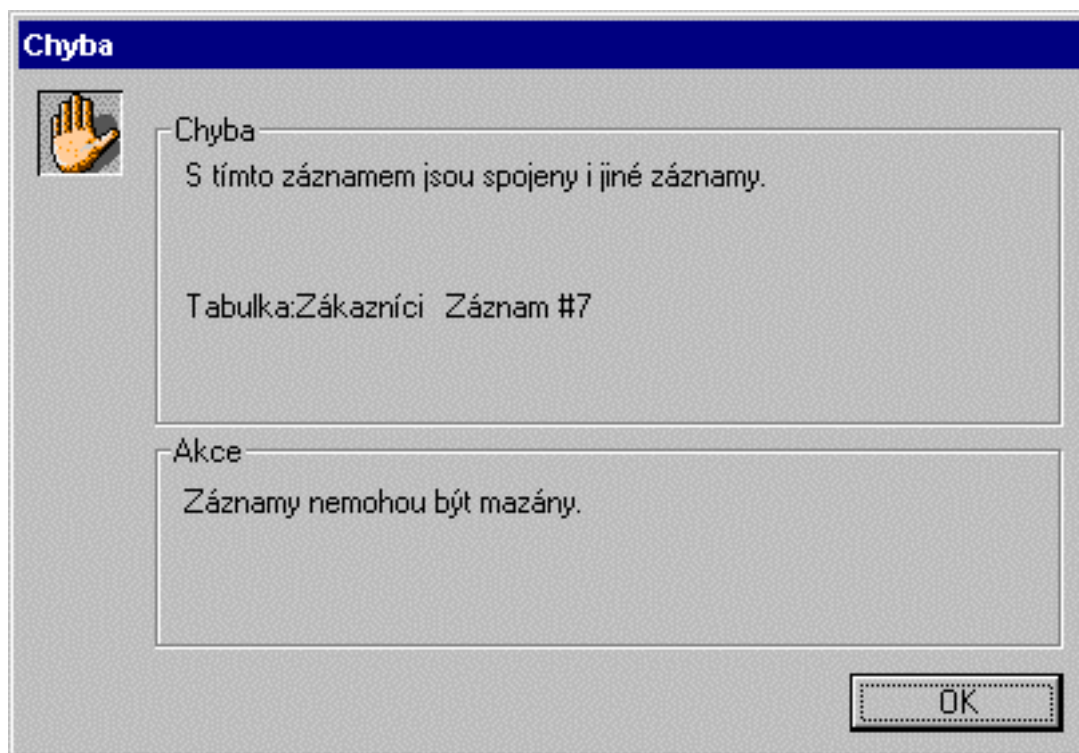 Chyba
Chyba
S tímto záznamem jsou spojeny i jiné záznamy.
Tabulka:Zákazníci Záznam #7
Akce
Záznamy nemohou být mazány.
OK